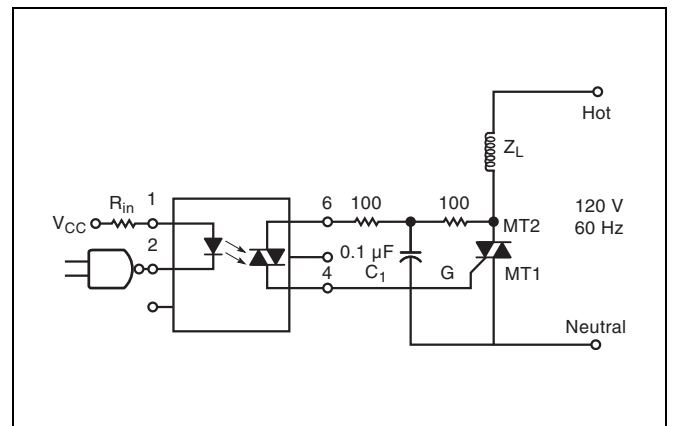 Hot
Z_L
R_in 1 6 100 100 120 V
V_CC MT2 60 Hz
2 0.1 µF
4 C_1 G MT1
Neutral